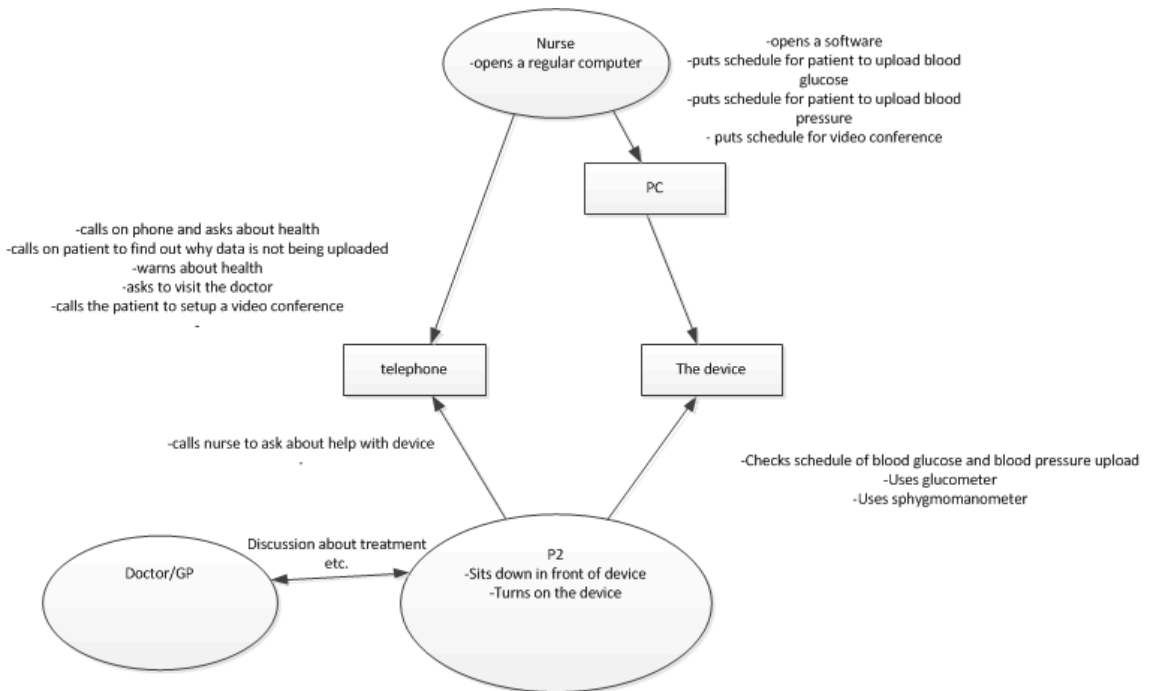 Nurse
-opens a regular computer
-opens a software
-puts schedule for patient to upload blood
glucose
-puts schedule for patient to upload blood
pressure
- puts schedule for video conference
PC
-calls on phone and asks about health
-calls on patient to find out why data is not being uploaded
-warns about health
-asks to visit the doctor
-calls the patient to setup a video conference
-
telephone
The device
-calls nurse to ask about help with device
-
-Checks schedule of blood glucose and blood pressure upload
-Uses glucometer
-Uses sphygmomanometer
Discussion about treatment
etc.
Doctor/GP
P2
-Sits down in front of device
-Turns on the device